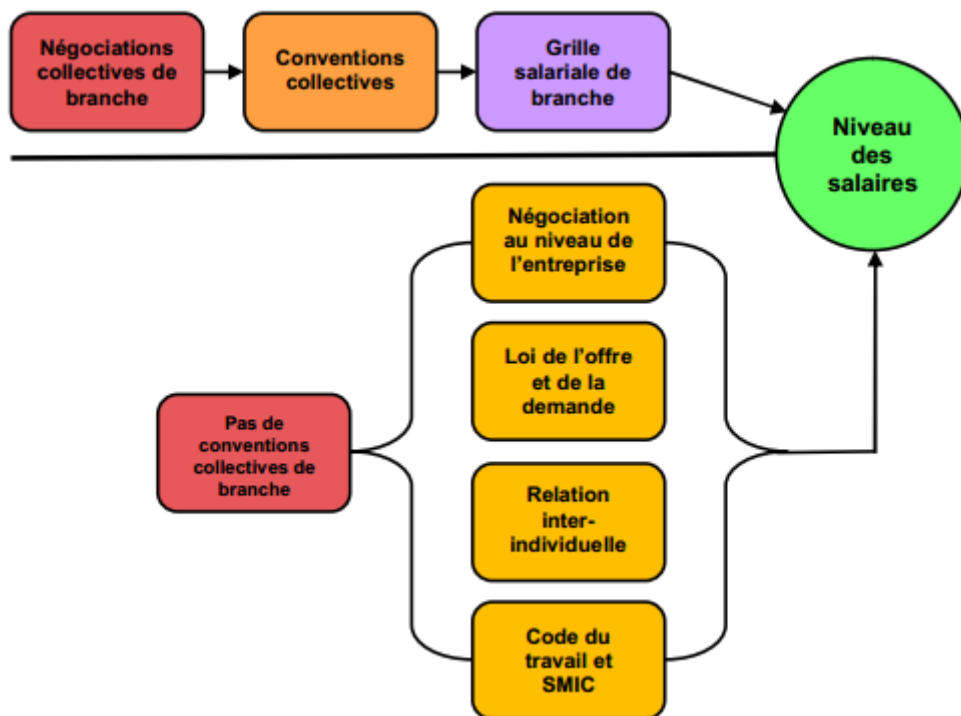 Négociations
collectives de
branche
Conventions
collectives
Grille
salariale de
branche
Niveau
des
salaires
Négociation
au niveau de
l'entreprise
Loi de l'offre
et de la
demande
Pas de
conventions
collectives de
branche
Relation
inter-
individuelle
Code du
travail et
SMIC